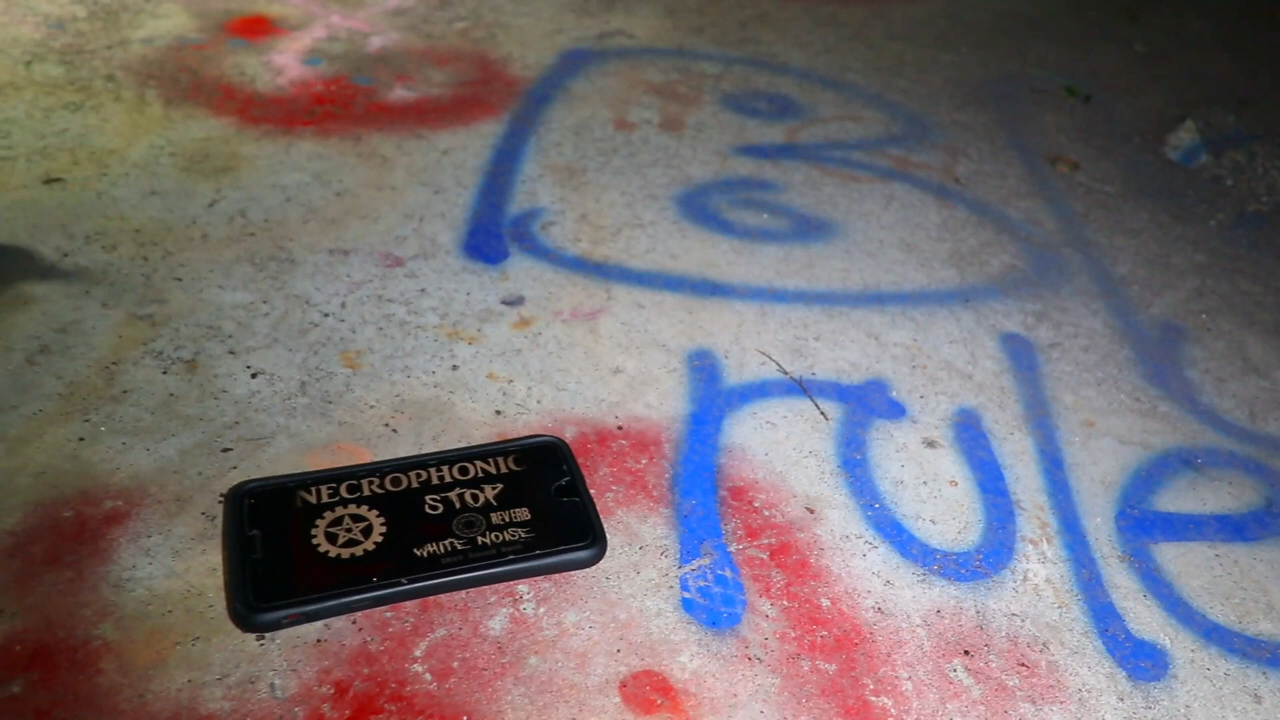 B
rule
NECROPHONIC
STOP
REVERB
WHITE NOISE